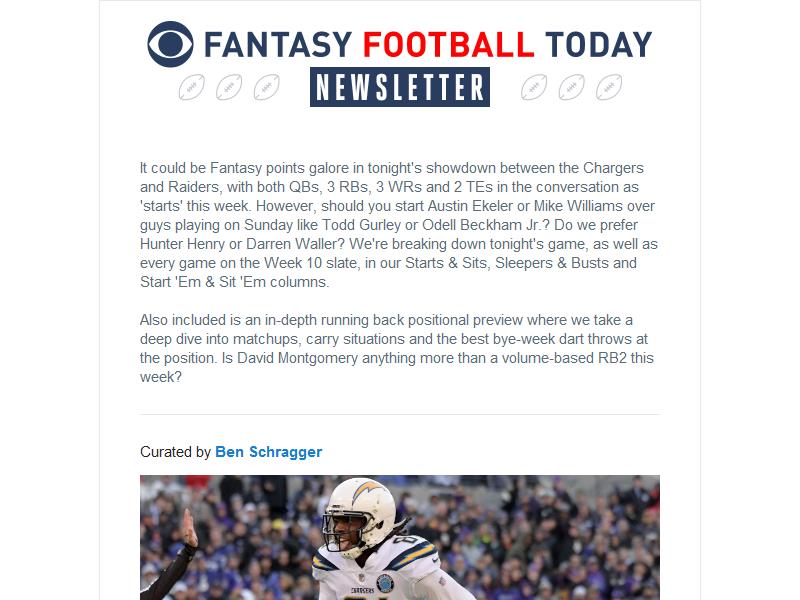 FANTASY FOOTBALL TODAY
NEWSLETTER
It could be Fantasy points galore in tonight's showdown between the Chargers
and Raiders, with both QBs, 3 RBs, 3 WRs and 2 TEs in the conversation as
'starts' this week. However, should you start Austin Ekeler or Mike Williams over
guys playing on Sunday like Todd Gurley or Odell Beckham Jr.? Do we prefer
Hunter Henry or Darren Waller? We're breaking down tonight's game, as well as
every game on the Week 10 slate, in our Starts & Sits, Sleepers & Busts and
Start 'Em & Sit 'Em columns.
Also included is an in-depth running back positional preview where we take a
deep dive into matchups, carry situations and the best bye-week dart throws at
the position. Is David Montgomery anything more than a volume-based RB2 this
week?
Curated by Ben Schragger
CHARGERS